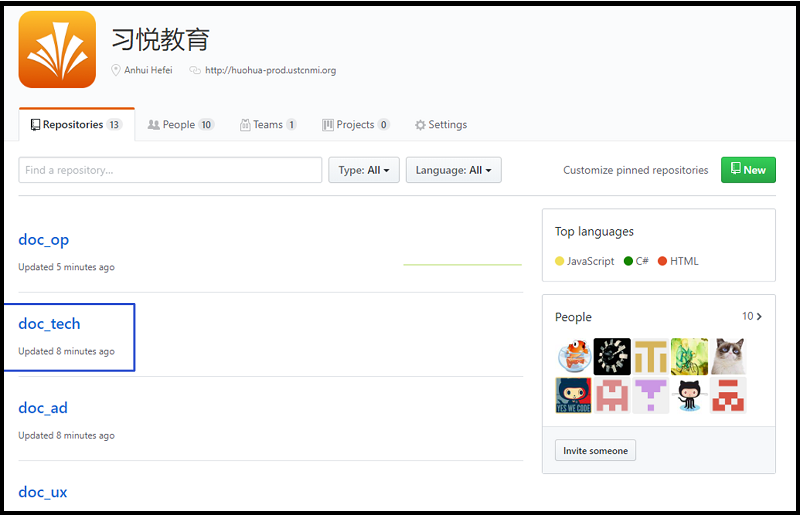 习悦教育
Anhui Hefei http://huohua-prod.ustcnmi.org
Repositories 13 People 10 Teams 1 Projects 0 Settings
Find a repository... Type: All Language: All Customize pinned repositories New
doc_op
Updated 5 minutes ago
doc_tech
Updated 8 minutes ago
doc_ad
Updated 8 minutes ago
doc_ux
Top languages
JavaScript C# HTML
People 10
YES WE CODE
Invite someone